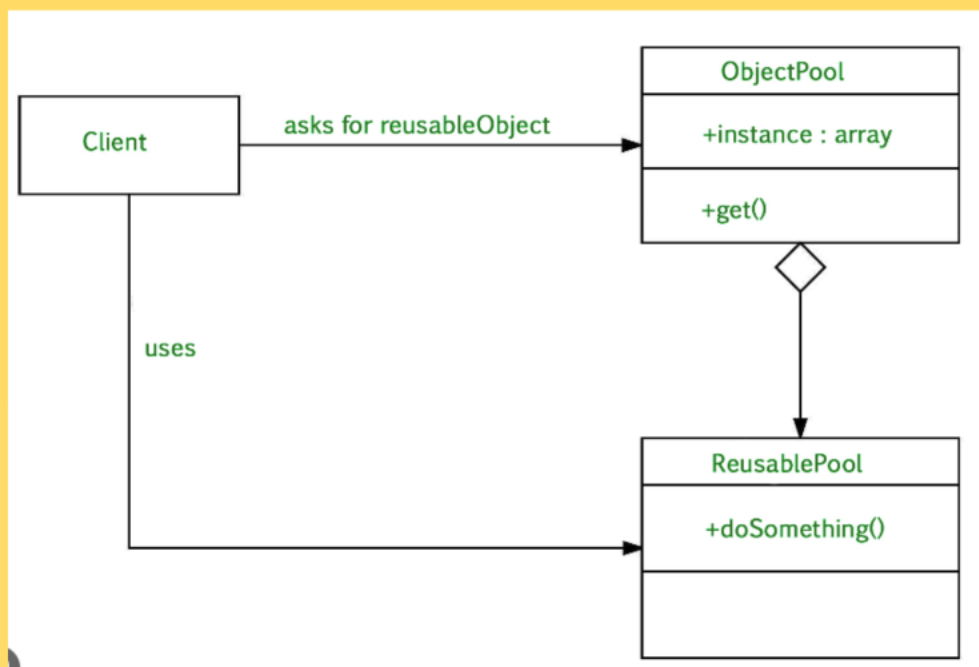 ObjectPool
Client
asks for reusableObject
+instance : array
+get()
uses
ReusablePool
+doSomething()